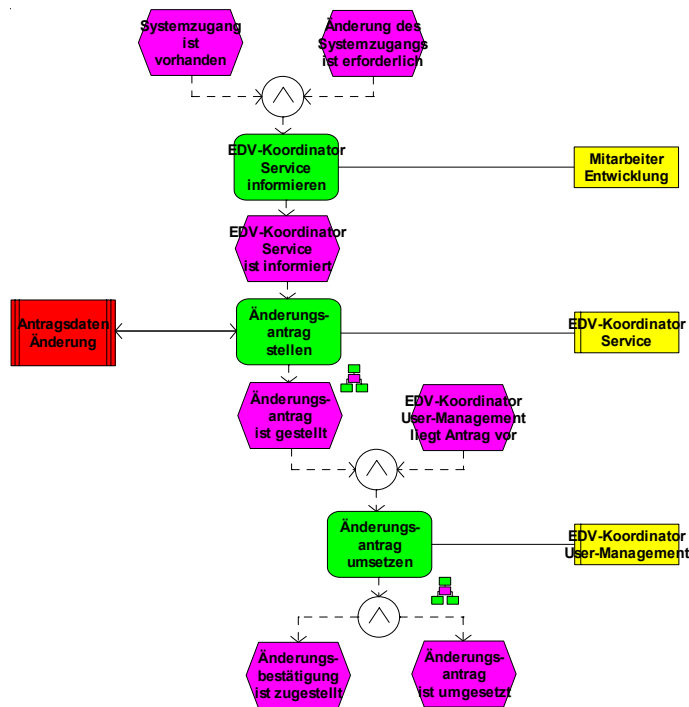 Systemzugang
ist
vorhanden
Änderung des
Systemzugangs
ist erforderlich
EDV-Koordinator
Service
informieren
Mitarbeiter
Entwicklung
EDV-Koordinator
Service
ist informiert
Antragsdaten
Änderung
Änderungs-
antrag
stellen
EDV-Koordinator
Service
Änderungs-
antrag
ist gestellt
EDV-Koordinator
User-Management
liegt Antrag vor
Änderungs-
antrag
umsetzen
EDV-Koordinator
User-Management
Änderungs-
bestätigung
ist zugestellt
Änderungs-
antrag
ist umgesetzt